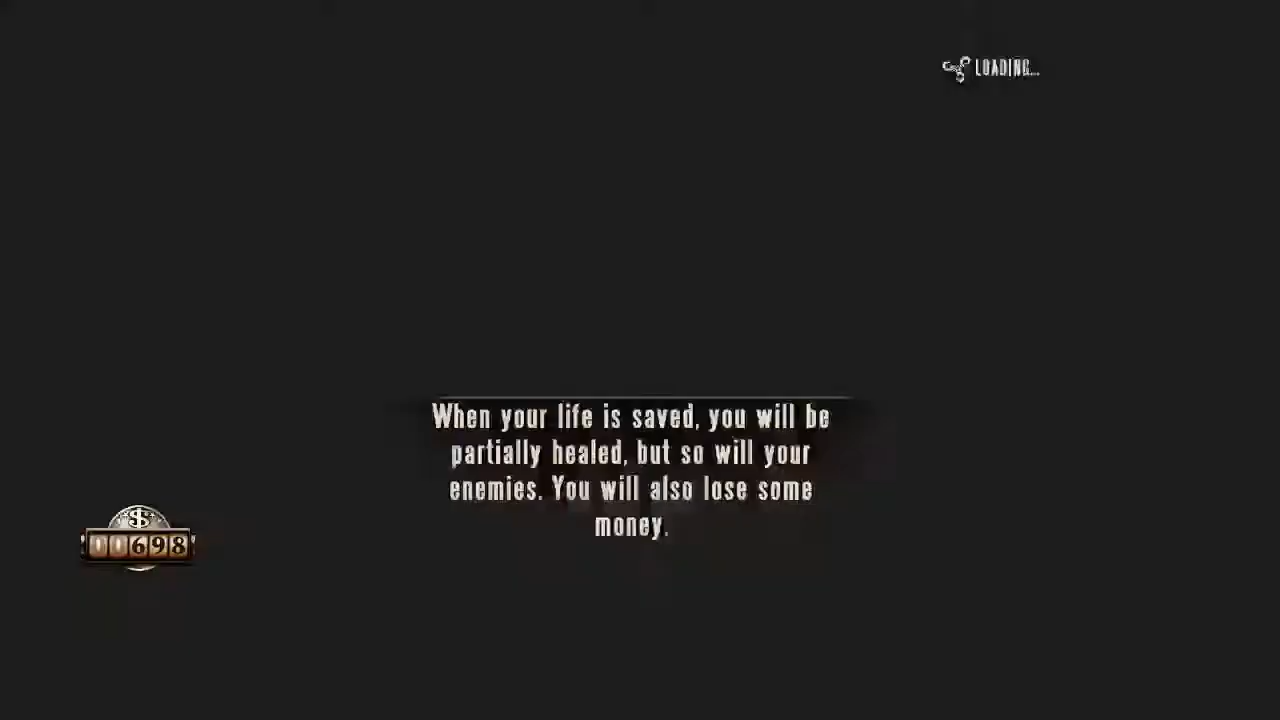 LOADING...
When your life is saved, you will be
partially healed, but so will your
enemies. You will also lose some
money.
$
00698